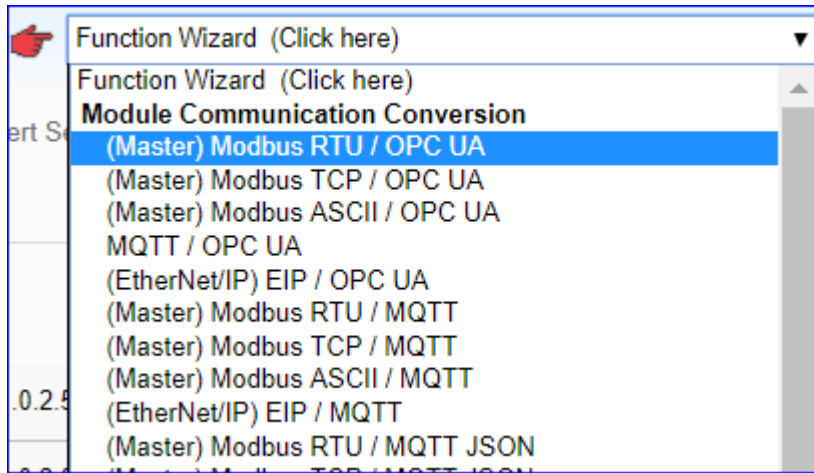 Function Wizard (Click here)
Function Wizard (Click here)
Module Communication Conversion
(Master) Modbus RTU / OPC UA
(Master) Modbus TCP / OPC UA
(Master) Modbus ASCII / OPC UA
MQTT / OPC UA
(EtherNet/IP) EIP / OPC UA
(Master) Modbus RTU / MQTT
(Master) Modbus TCP / MQTT
(Master) Modbus ASCII / MQTT
(EtherNet/IP) EIP / MQTT
(Master) Modbus RTU / MQTT JSON